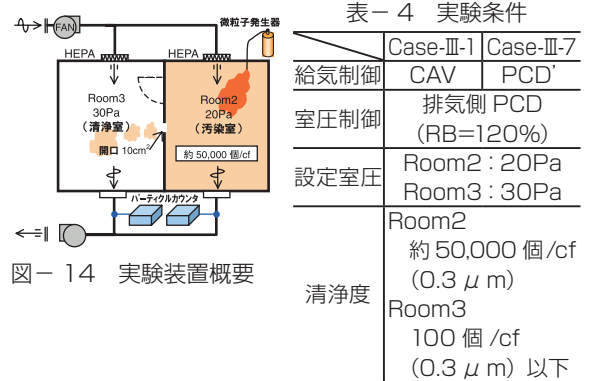 微粒子発生器
FAN
HEPA
HEPA
Room3
30Pa
(清浄室)
Room2
20Pa
(汚染室)
開口 10cm²
約 50,000 個/cf
パーティクルカウンタ
図－ 14　実験装置概要
表－ 4　実験条件
Case-Ⅲ-1 Case-Ⅲ-7
給気制御 CAV PCD’
室圧制御 排気側 PCD
(RB=120%)
設定室圧 Room2：20Pa
Room3：30Pa
清浄度
Room2
約 50,000 個/cf
(0.3 μ m)
Room3
100 個 /cf
(0.3 μ m) 以下